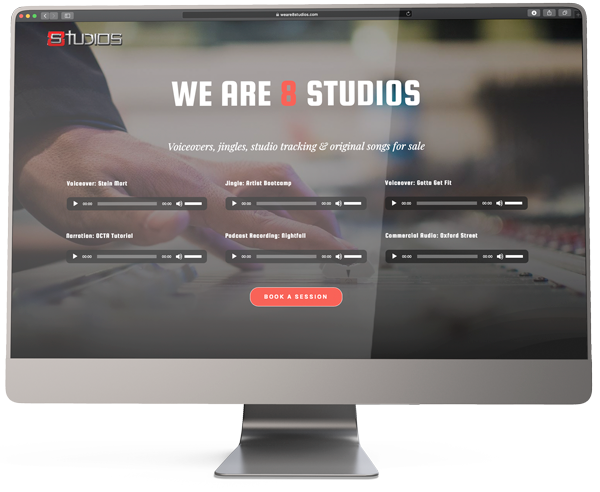 weare8studios.com
8 STUDIOS
WE ARE 8 STUDIOS
Voiceovers, jingles, studio tracking & original songs for sale
Voiceover: Stein Mart
Jingle: Artist Bootcamp
Voiceover: Gotta Get Fit
00:00 00:00
00:00 00:00
00:00 00:00
Narration: OCTA Tutorial
Podcast Recording: Nightfall
Commercial Audio: Oxford Street
00:00 00:00
00:00 00:00
00:00 00:00
BOOK A SESSION